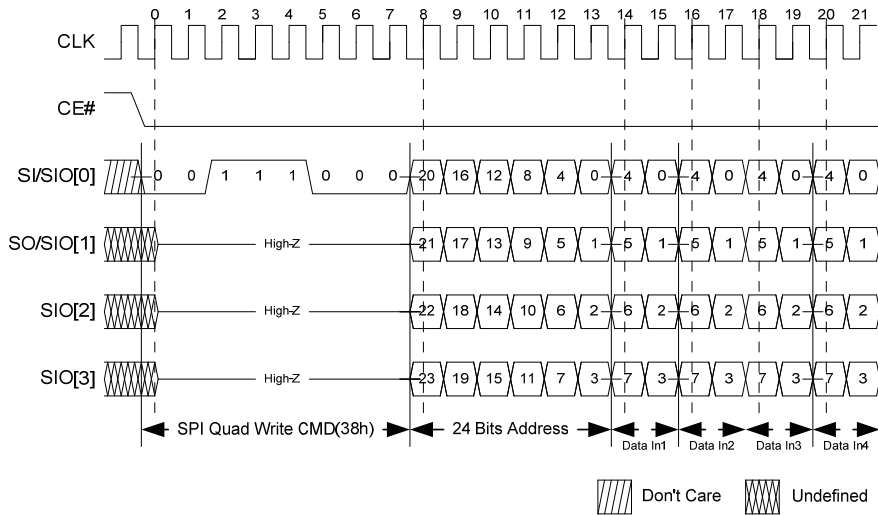 0 1 2 3 4 5 6 7 8 9 10 11 12 13 14 15 16 17 18 19 20 21
CLK
CE#
SI/SIO[0] 0 0 1 1 1 0 0 0 20 16 12 8 4 0 4 0 4 0 4 0 4 0
SO/SIO[1] High-Z 21 17 13 9 5 1 5 1 5 1 5 1 5 1
SIO[2] High-Z 22 18 14 10 6 2 6 2 6 2 6 2 6 2
SIO[3] High-Z 23 19 15 11 7 3 7 3 7 3 7 3 7 3
SPI Quad Write CMD(38h) 24 Bits Address Data In1 Data In2 Data In3 Data In4
Don't Care Undefined